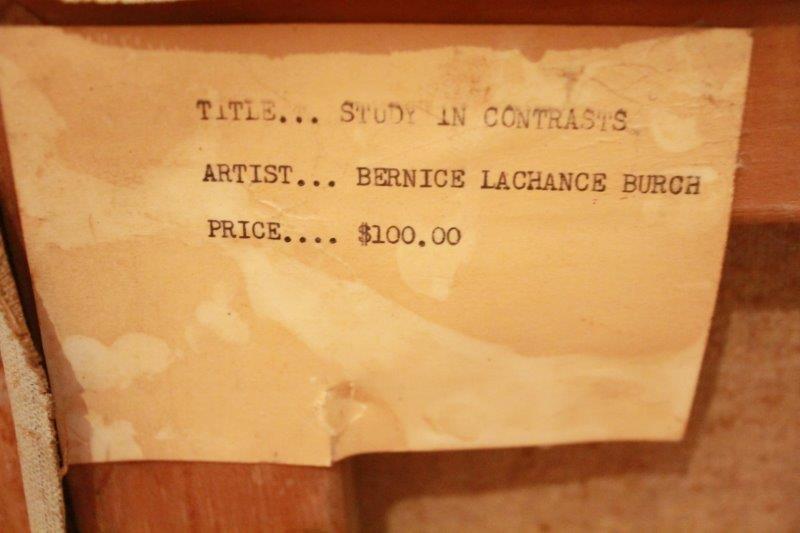 TITLE... STUDY IN CONTRASTS
ARTIST... BERNICE LACHANCE BURCH
PRICE.... $100.00